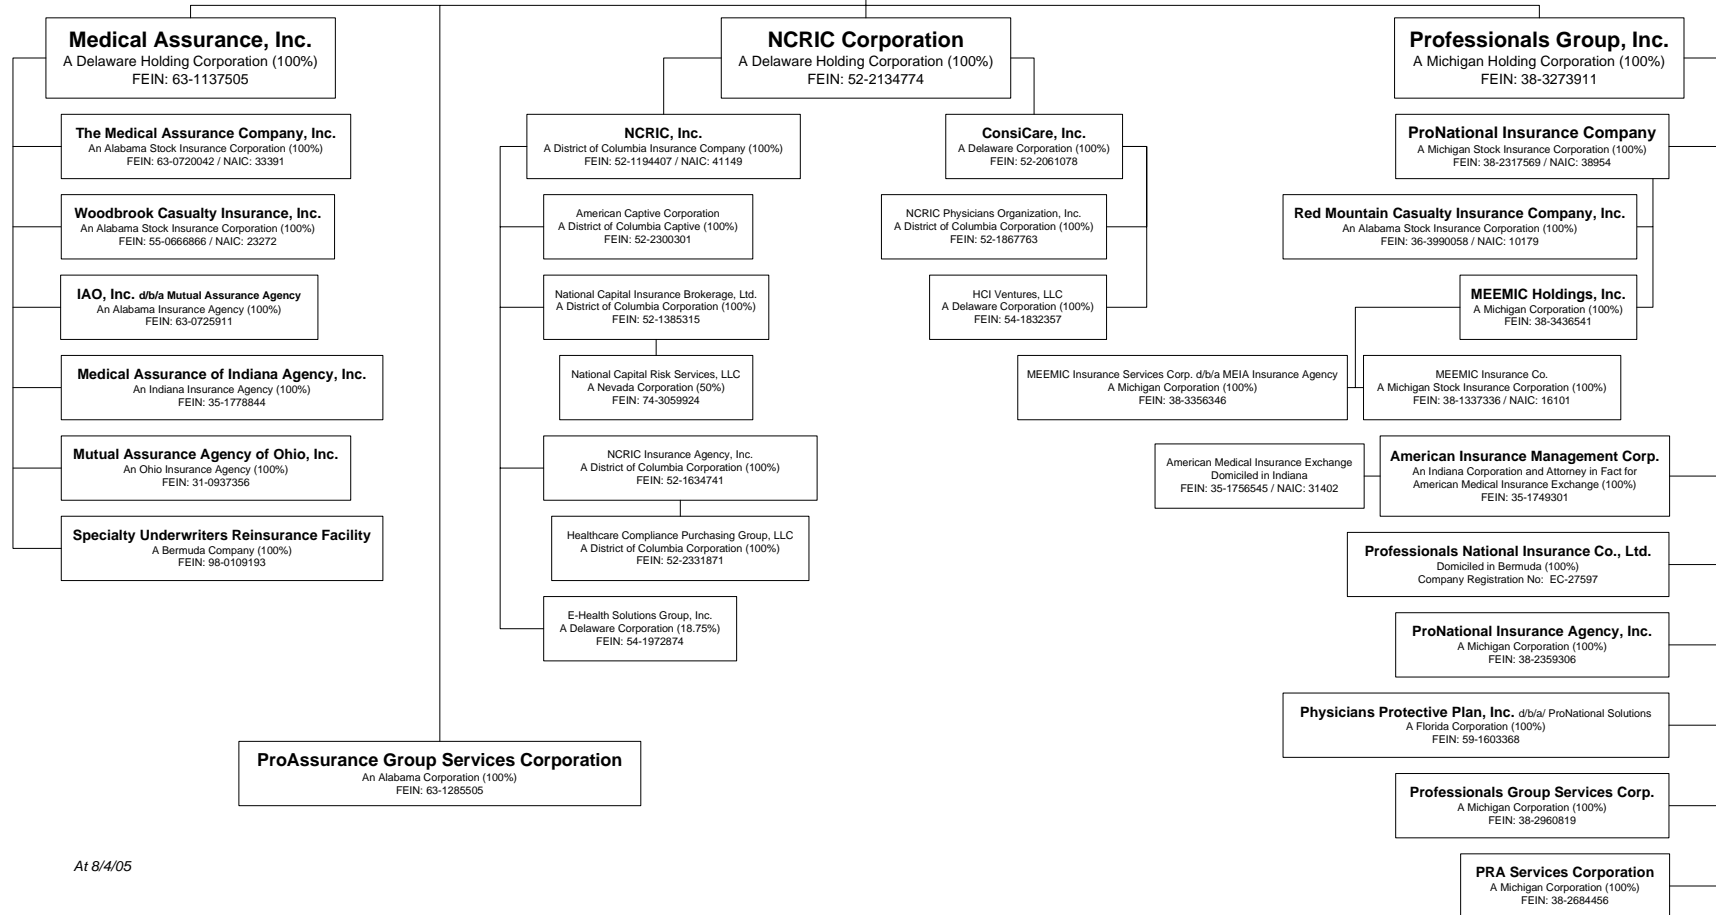 Medical Assurance, Inc.
A Delaware Holding Corporation (100%)
FEIN: 63-1137505
The Medical Assurance Company, Inc.
An Alabama Stock Insurance Corporation (100%)
FEIN: 63-0720042 / NAIC: 33391
Woodbrook Casualty Insurance, Inc.
An Alabama Stock Insurance Corporation (100%)
FEIN: 55-0666866 / NAIC: 23272
IAO, Inc. d/b/a Mutual Assurance Agency
An Alabama Insurance Agency (100%)
FEIN: 63-0725911
Medical Assurance of Indiana Agency, Inc.
An Indiana Insurance Agency (100%)
FEIN: 35-1778844
Mutual Assurance Agency of Ohio, Inc.
An Ohio Insurance Agency (100%)
FEIN: 31-0937356
Specialty Underwriters Reinsurance Facility
A Bermuda Company (100%)
FEIN: 98-0109193
ProAssurance Group Services Corporation
An Alabama Corporation (100%)
FEIN: 63-1285505
NCRIC Corporation
A Delaware Holding Corporation (100%)
FEIN: 52-2134774
NCRIC, Inc.
A District of Columbia Insurance Company (100%)
FEIN: 52-1194407 / NAIC: 41149
American Captive Corporation
A District of Columbia Captive (100%)
FEIN: 52-2300301
National Capital Insurance Brokerage, Ltd.
A District of Columbia Corporation (100%)
FEIN: 52-1385315
National Capital Risk Services, LLC
A Nevada Corporation (50%)
FEIN: 74-3059924
NCRIC Insurance Agency, Inc.
A District of Columbia Corporation (100%)
FEIN: 52-1634741
Healthcare Compliance Purchasing Group, LLC
A District of Columbia Corporation (100%)
FEIN: 52-2331871
E-Health Solutions Group, Inc.
A Delaware Corporation (18.75%)
FEIN: 54-1972874
ConsiCare, Inc.
A Delaware Corporation (100%)
FEIN: 52-2061078
NCRIC Physicians Organization, Inc.
A District of Columbia Corporation (100%)
FEIN: 52-1867763
HCI Ventures, LLC
A Delaware Corporation (100%)
FEIN: 54-1832357
Professionals Group, Inc.
A Michigan Holding Corporation (100%)
FEIN: 38-3273911
ProNational Insurance Company
A Michigan Stock Insurance Corporation (100%)
FEIN: 38-2317569 / NAIC: 38954
Red Mountain Casualty Insurance Company, Inc.
An Alabama Stock Insurance Corporation (100%)
FEIN: 36-3990058 / NAIC: 10179
MEEMIC Holdings, Inc.
A Michigan Corporation (100%)
FEIN: 38-3436541
MEEMIC Insurance Services Corp. d/b/a MEIA Insurance Agency
A Michigan Corporation (100%)
FEIN: 38-3356346
MEEMIC Insurance Co.
A Michigan Stock Insurance Corporation (100%)
FEIN: 38-1337336 / NAIC: 16101
American Medical Insurance Exchange
Domiciled in Indiana
FEIN: 35-1756545 / NAIC: 31402
American Insurance Management Corp.
An Indiana Corporation and Attorney in Fact for
American Medical Insurance Exchange (100%)
FEIN: 35-1749301
Professionals National Insurance Co., Ltd.
Domiciled in Bermuda (100%)
Company Registration No: EC-27597
ProNational Insurance Agency, Inc.
A Michigan Corporation (100%)
FEIN: 38-2359306
Physicians Protective Plan, Inc. d/b/a/ ProNational Solutions
A Florida Corporation (100%)
FEIN: 59-1603368
Professionals Group Services Corp.
A Michigan Corporation (100%)
FEIN: 38-2960819
PRA Services Corporation
A Michigan Corporation (100%)
FEIN: 38-2684456
At 8/4/05